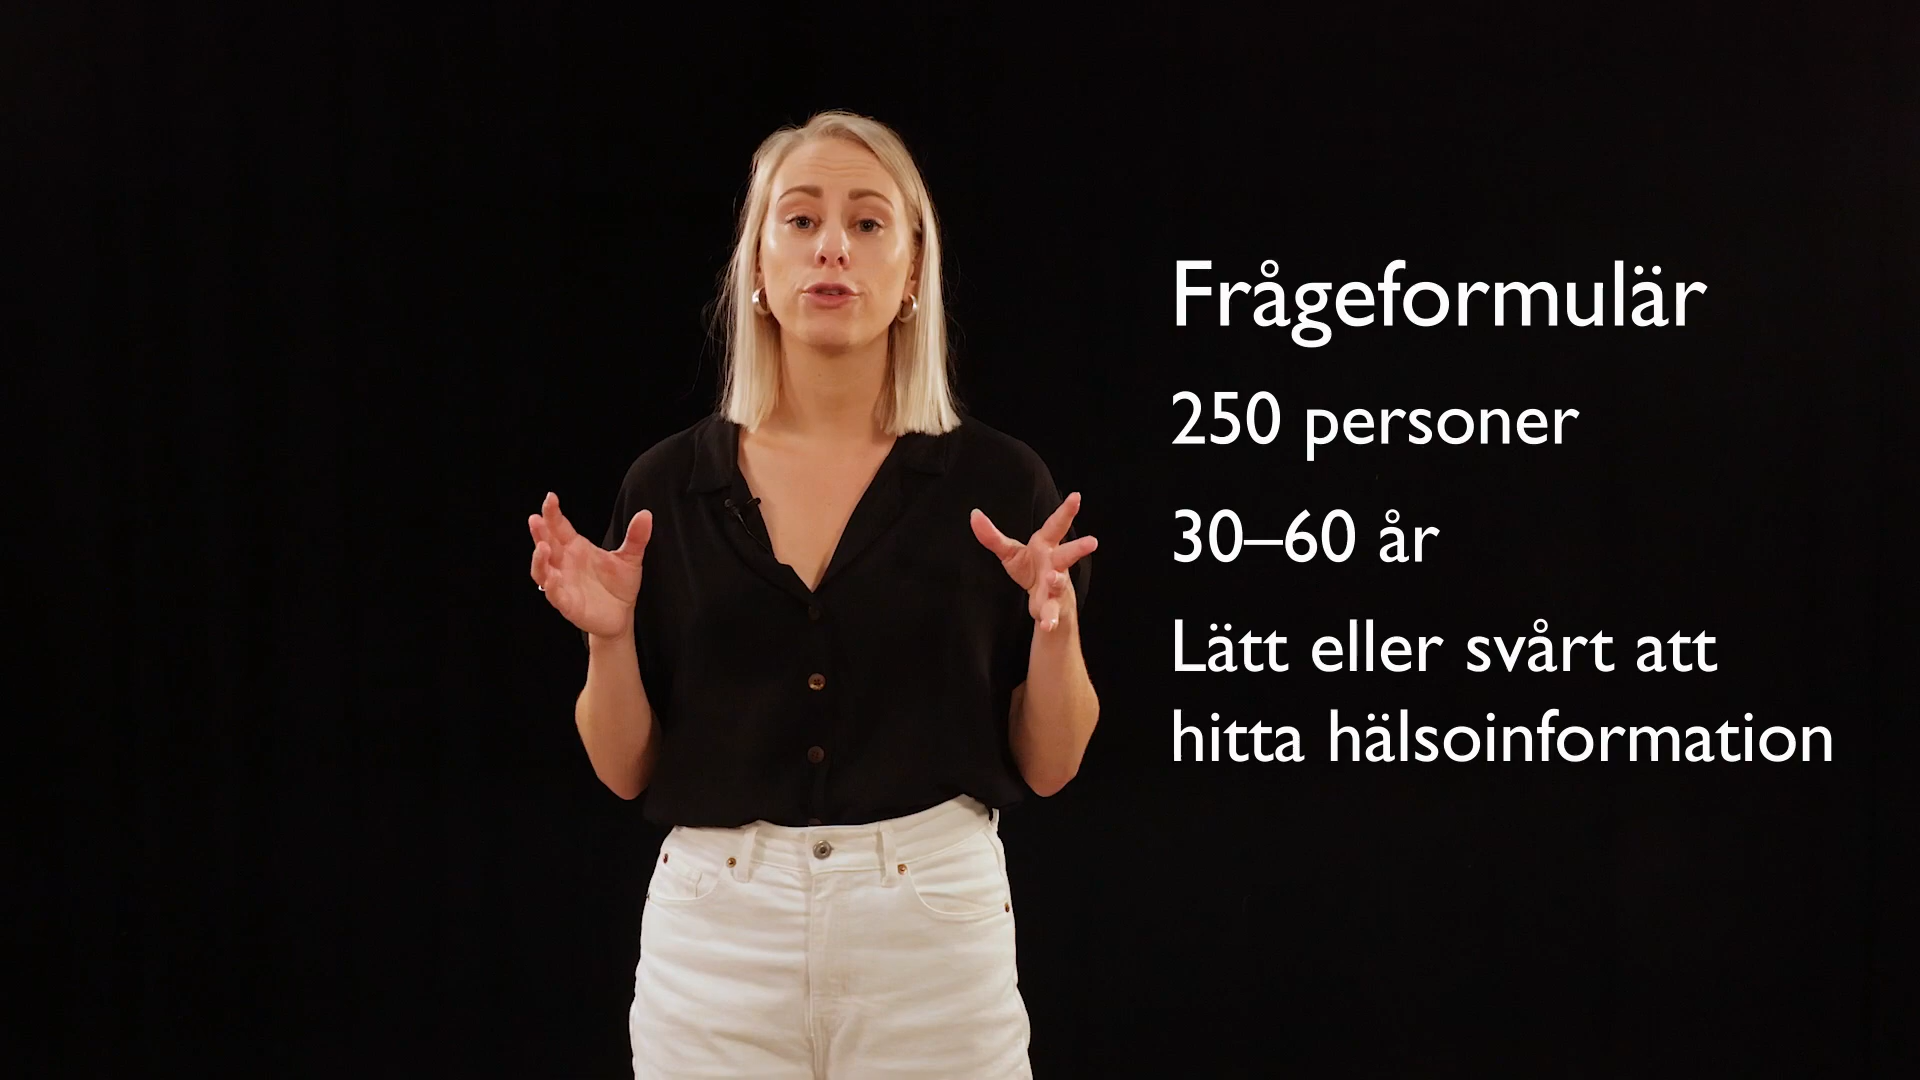 Frågeformulär
250 personer
30–60 år
Lätt eller svårt att
hitta hälsoinformation